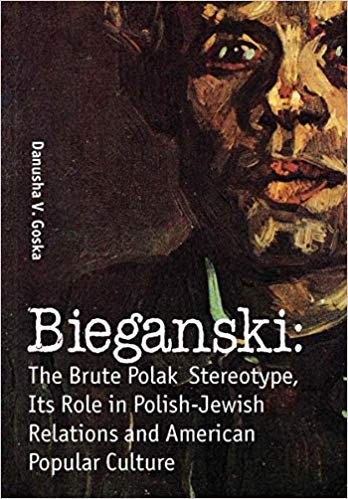 Danusha V. Goska
Bieganski:
The Brute Polak Stereotype,
Its Role in Polish-Jewish
Relations and American
Popular Culture